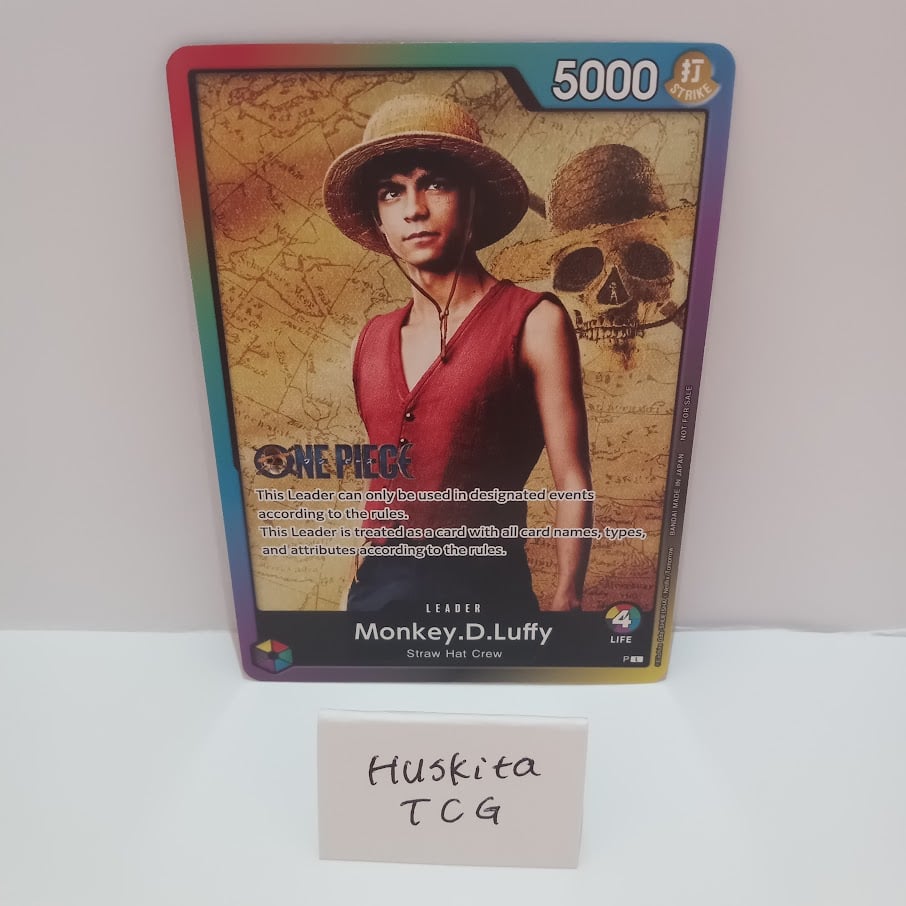 5000
打
STRIKE
ONE PIECE
This Leader can only be used in designated events
according to the rules.
This Leader is treated as a card with all card names, types,
and attributes according to the rules.
LEADER
Monkey.D.Luffy
Straw Hat Crew
4
LIFE
P L
BANDAI MADE IN JAPAN NOT FOR SALE
Huskita
TCG